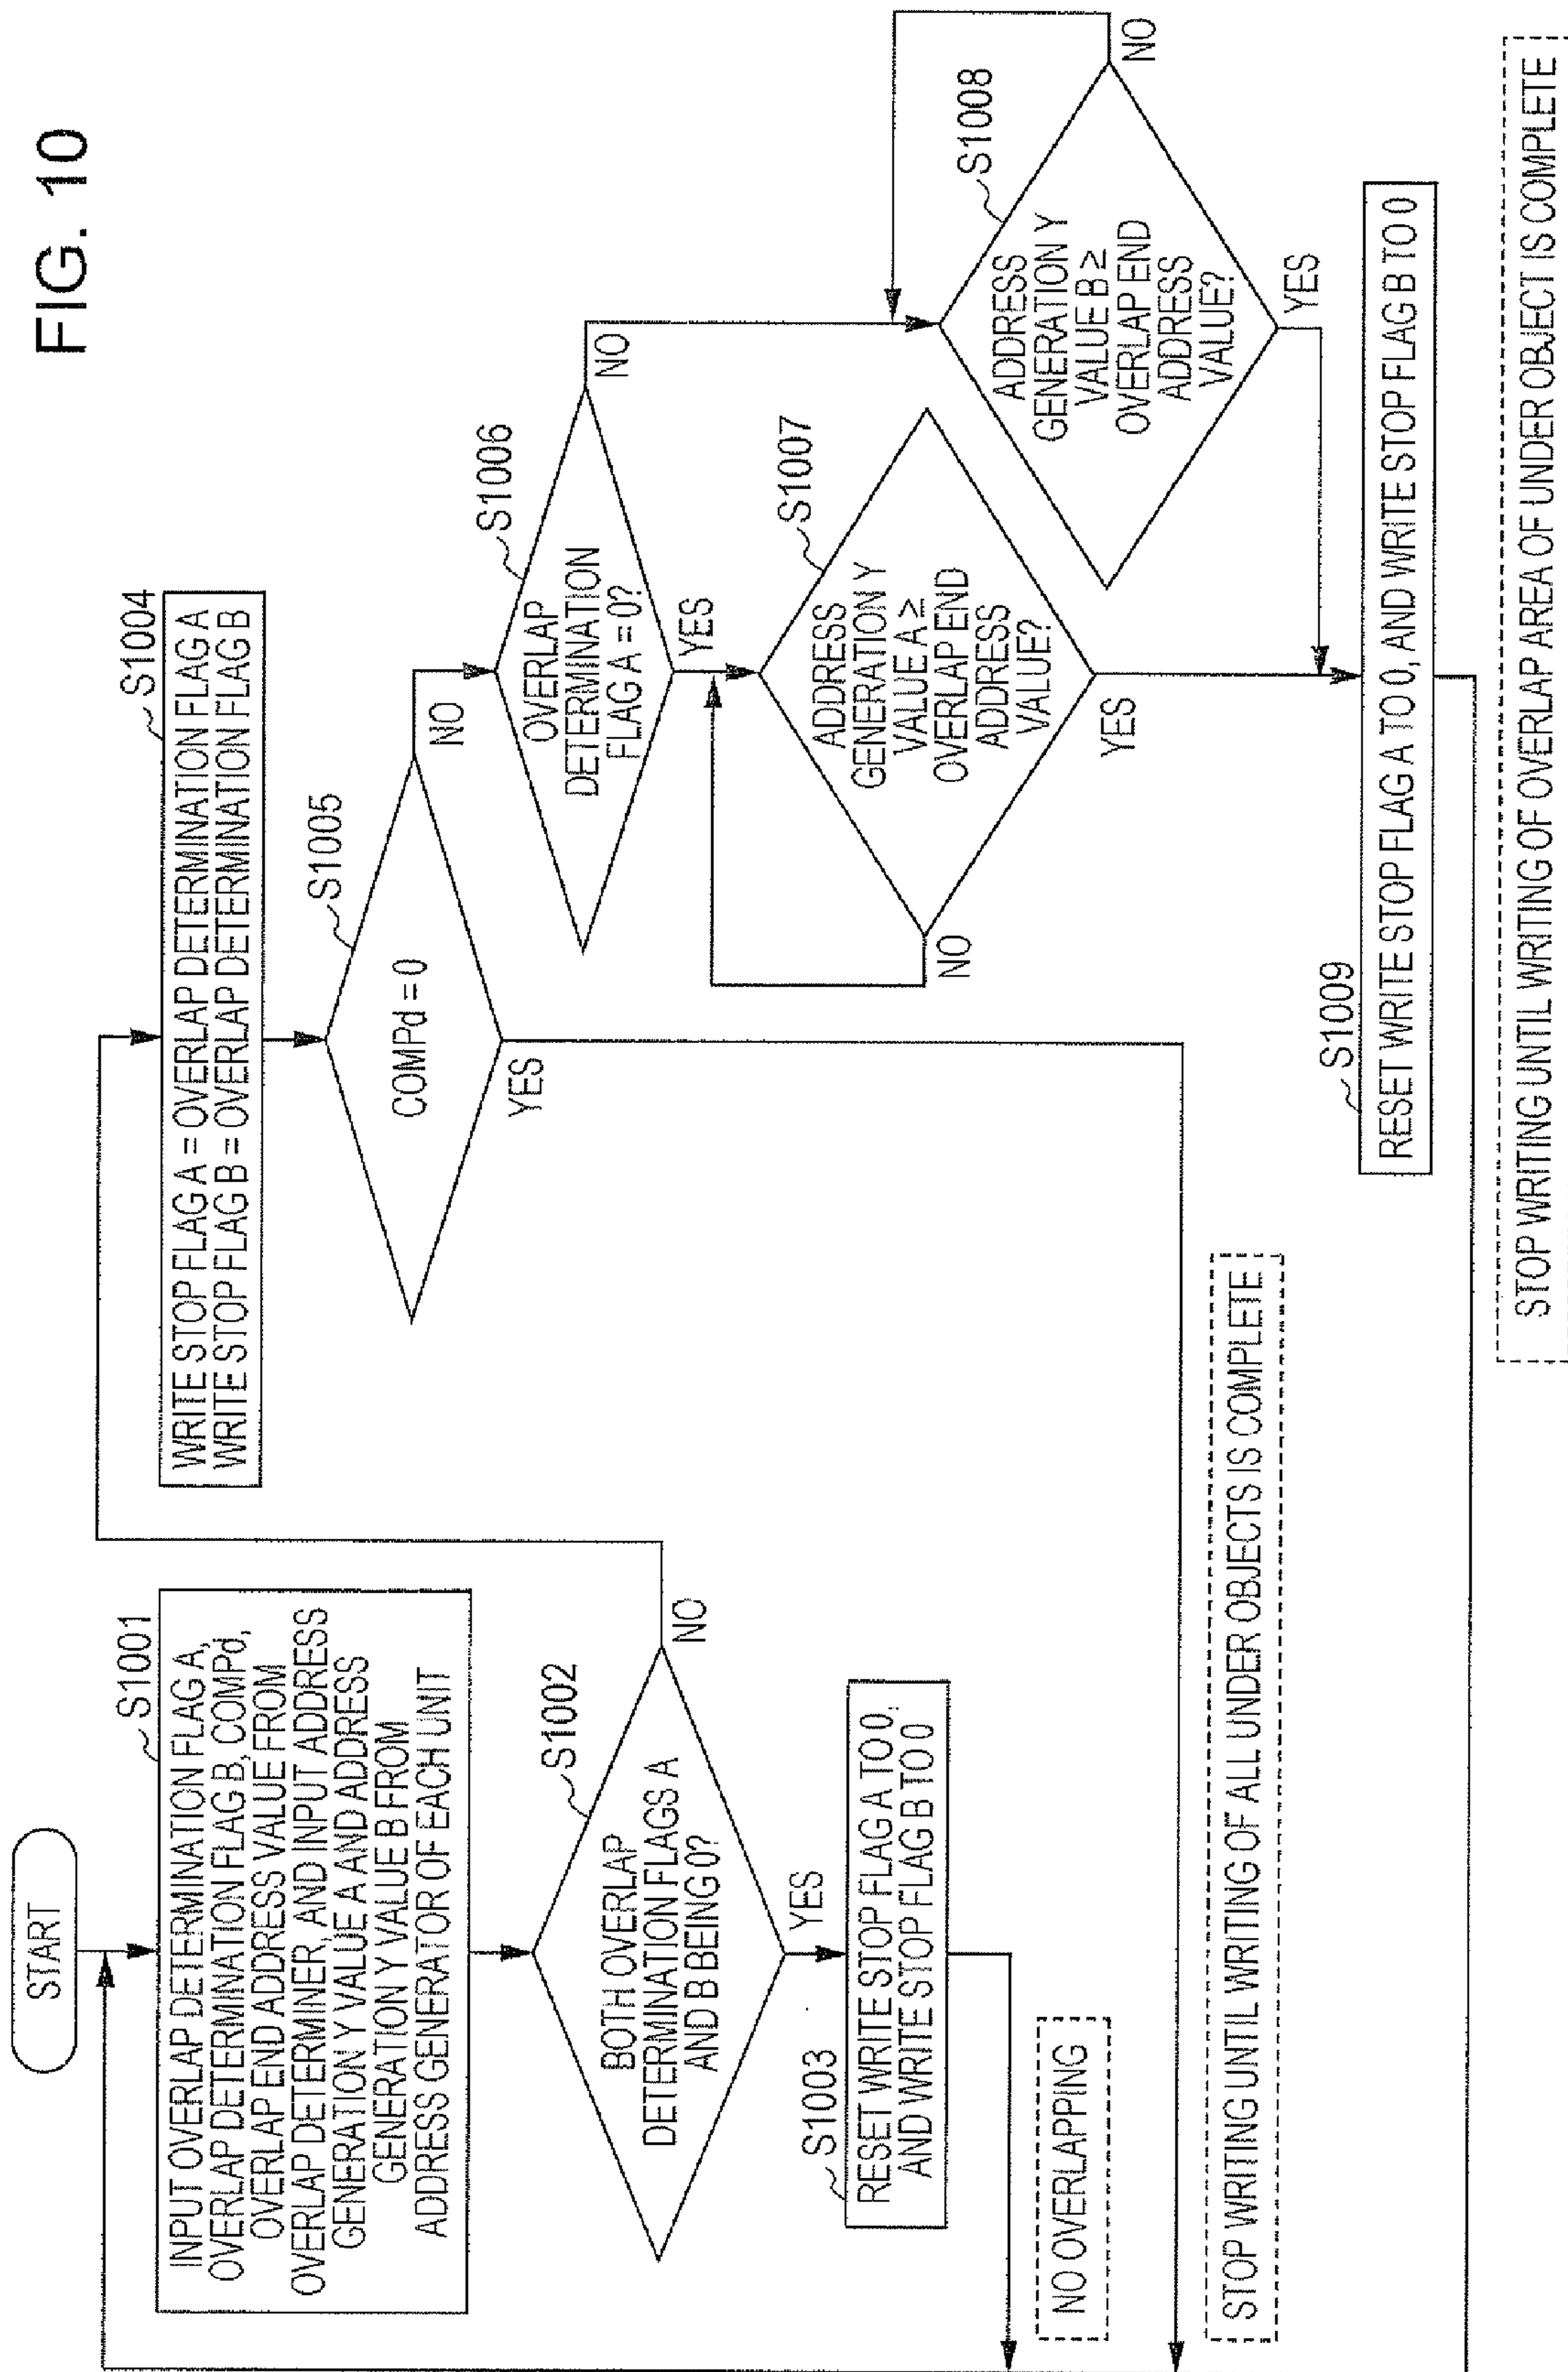 FIG. 10
START
S1001
INPUT OVERLAP DETERMINATION FLAG A,
OVERLAP DETERMINATION FLAG B, COMPd,
OVERLAP END ADDRESS VALUE FROM
OVERLAP DETERMINER, AND INPUT ADDRESS
GENERATION Y VALUE A AND ADDRESS
GENERATION Y VALUE B FROM
ADDRESS GENERATOR OF EACH UNIT
S1002
BOTH OVERLAP
DETERMINATION FLAGS A
AND B BEING 0?
NO
YES
S1003
RESET WRITE STOP FLAG A TO 0,
AND WRITE STOP FLAG B TO 0
NO OVERLAPPING
S1004
WRITE STOP FLAG A = OVERLAP DETERMINATION FLAG A
WRITE STOP FLAG B = OVERLAP DETERMINATION FLAG B
S1005
COMPd = 0
NO
YES
STOP WRITING UNTIL WRITING OF ALL UNDER OBJECTS IS COMPLETE
S1006
OVERLAP
DETERMINATION
FLAG A = 0?
NO
YES
S1007
ADDRESS
GENERATION Y
VALUE A ≥
OVERLAP END
ADDRESS
VALUE?
NO
YES
S1008
ADDRESS
GENERATION Y
VALUE B ≥
OVERLAP END
ADDRESS
VALUE?
NO
YES
S1009
RESET WRITE STOP FLAG A TO 0, AND WRITE STOP FLAG B TO 0
STOP WRITING UNTIL WRITING OF OVERLAP AREA OF UNDER OBJECT IS COMPLETE